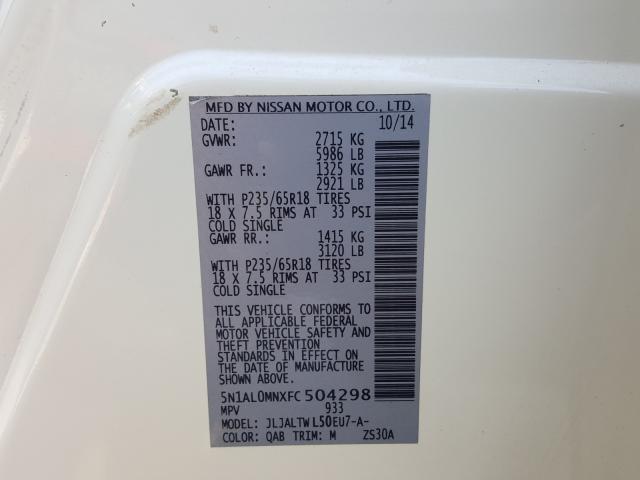 MFD BY NISSAN MOTOR CO., LTD.
DATE: 10/14
GVWR: 2715 KG
5986 LB
GAWR FR.: 1325 KG
2921 LB
WITH P235/65R18 TIRES
18 X 7.5 RIMS AT 33 PSI
COLD SINGLE
GAWR RR.: 1415 KG
3120 LB
WITH P235/65R18 TIRES
18 X 7.5 RIMS AT 33 PSI
COLD SINGLE
THIS VEHICLE CONFORMS TO
ALL APPLICABLE FEDERAL
MOTOR VEHICLE SAFETY AND
THEFT PREVENTION
STANDARDS IN EFFECT ON
THE DATE OF MANUFACTURE
SHOWN ABOVE.
5N1AL0MNXFC504298
MPV 933
MODEL: JLJALTWL50EU7-A-
COLOR: QAB TRIM: M ZS30A